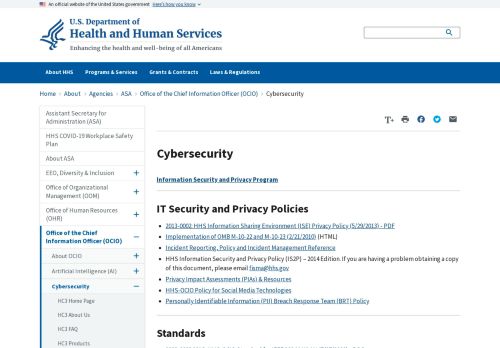 An official website of the United States government Here's how you know
U.S. Department of
Health and Human Services
Enhancing the health and well-being of all Americans
About HHS Programs & Services Grants & Contracts Laws & Regulations
Home > About > Agencies > ASA > Office of the Chief Information Officer (OCIO) > Cybersecurity
Assistant Secretary for
Administration (ASA)
HHS COVID-19 Workplace Safety
Plan
About ASA
EEO, Diversity & Inclusion
Office of Organizational
Management (OOM)
Office of Human Resources
(OHR)
Office of the Chief
Information Officer (OCIO)
About OCIO
Artificial Intelligence (AI)
Cybersecurity
HC3 Home Page
HC3 About Us
HC3 FAQ
HC3 Products
T+
Cybersecurity
Information Security and Privacy Program
IT Security and Privacy Policies
2013-0002 HHS Information Sharing Environment (ISE) Privacy Policy (5/29/2013) - PDF
Implementation of OMB M-10-22 and M-10-23 (2/21/2010) (HTML)
Incident Reporting, Policy and Incident Management Reference
HHS Information Security and Privacy Policy (IS2P) – 2014 Edition. If you are having a problem obtaining a
copy of this document, please email fisma@hhs.gov
Privacy Impact Assessments (PIAs) & Resources
HHS-OCIO Policy for Social Media Technologies
Personally Identifiable Information (PII) Breach Response Team (BRT) Policy
Standards